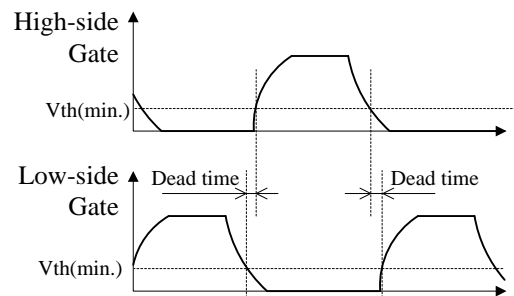 High-side
Gate
Vth(min.)
Low-side
Gate
Dead time
Dead time
Vth(min.)